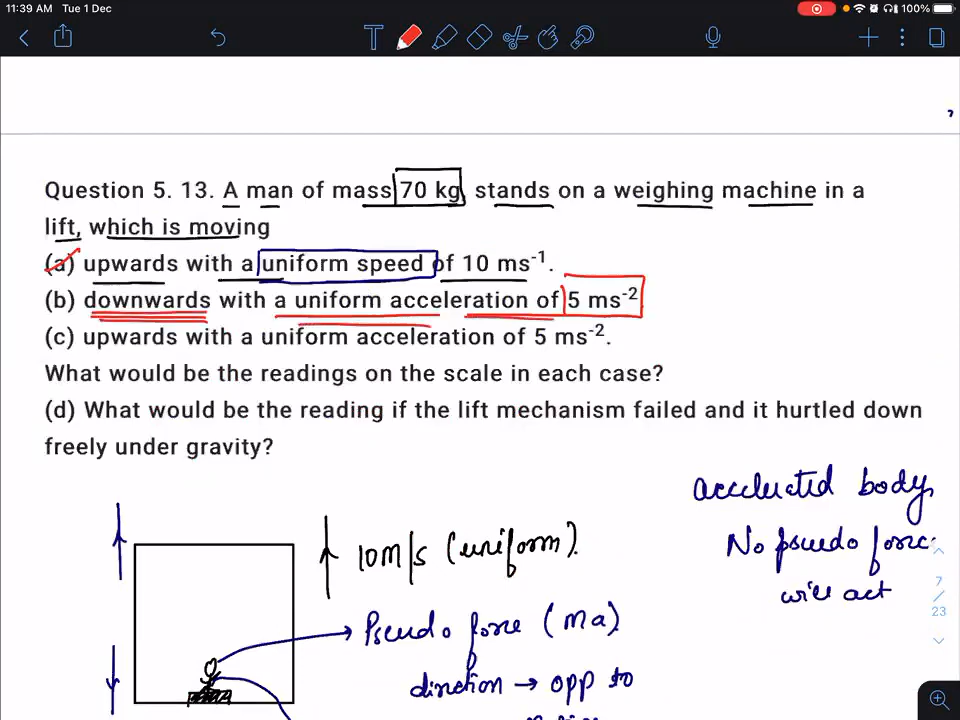 11:39 AM Tue 1 Dec
100%
Question 5. 13. A man of mass 70 kg, stands on a weighing machine in a
lift, which is moving
(a) upwards with a uniform speed of 10 ms-1.
(b) downwards with a uniform acceleration of 5 ms-2
(c) upwards with a uniform acceleration of 5 ms-2.
What would be the readings on the scale in each case?
(d) What would be the reading if the lift mechanism failed and it hurtled down
freely under gravity?
accelerated body,
No pseudo force
will act
10m/s (uniform).
Pseudo force (ma)
direction → opp to
7
/
23